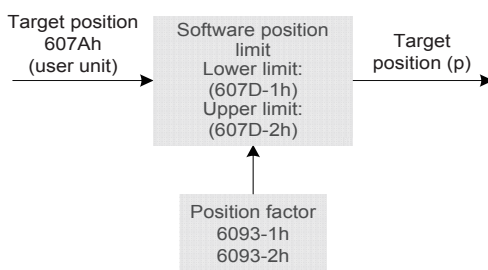 Target position
607Ah
(user unit)
Software position
limit
Lower limit:
(607D-1h)
Upper limit:
(607D-2h)
Target
position (p)
Position factor
6093-1h
6093-2h